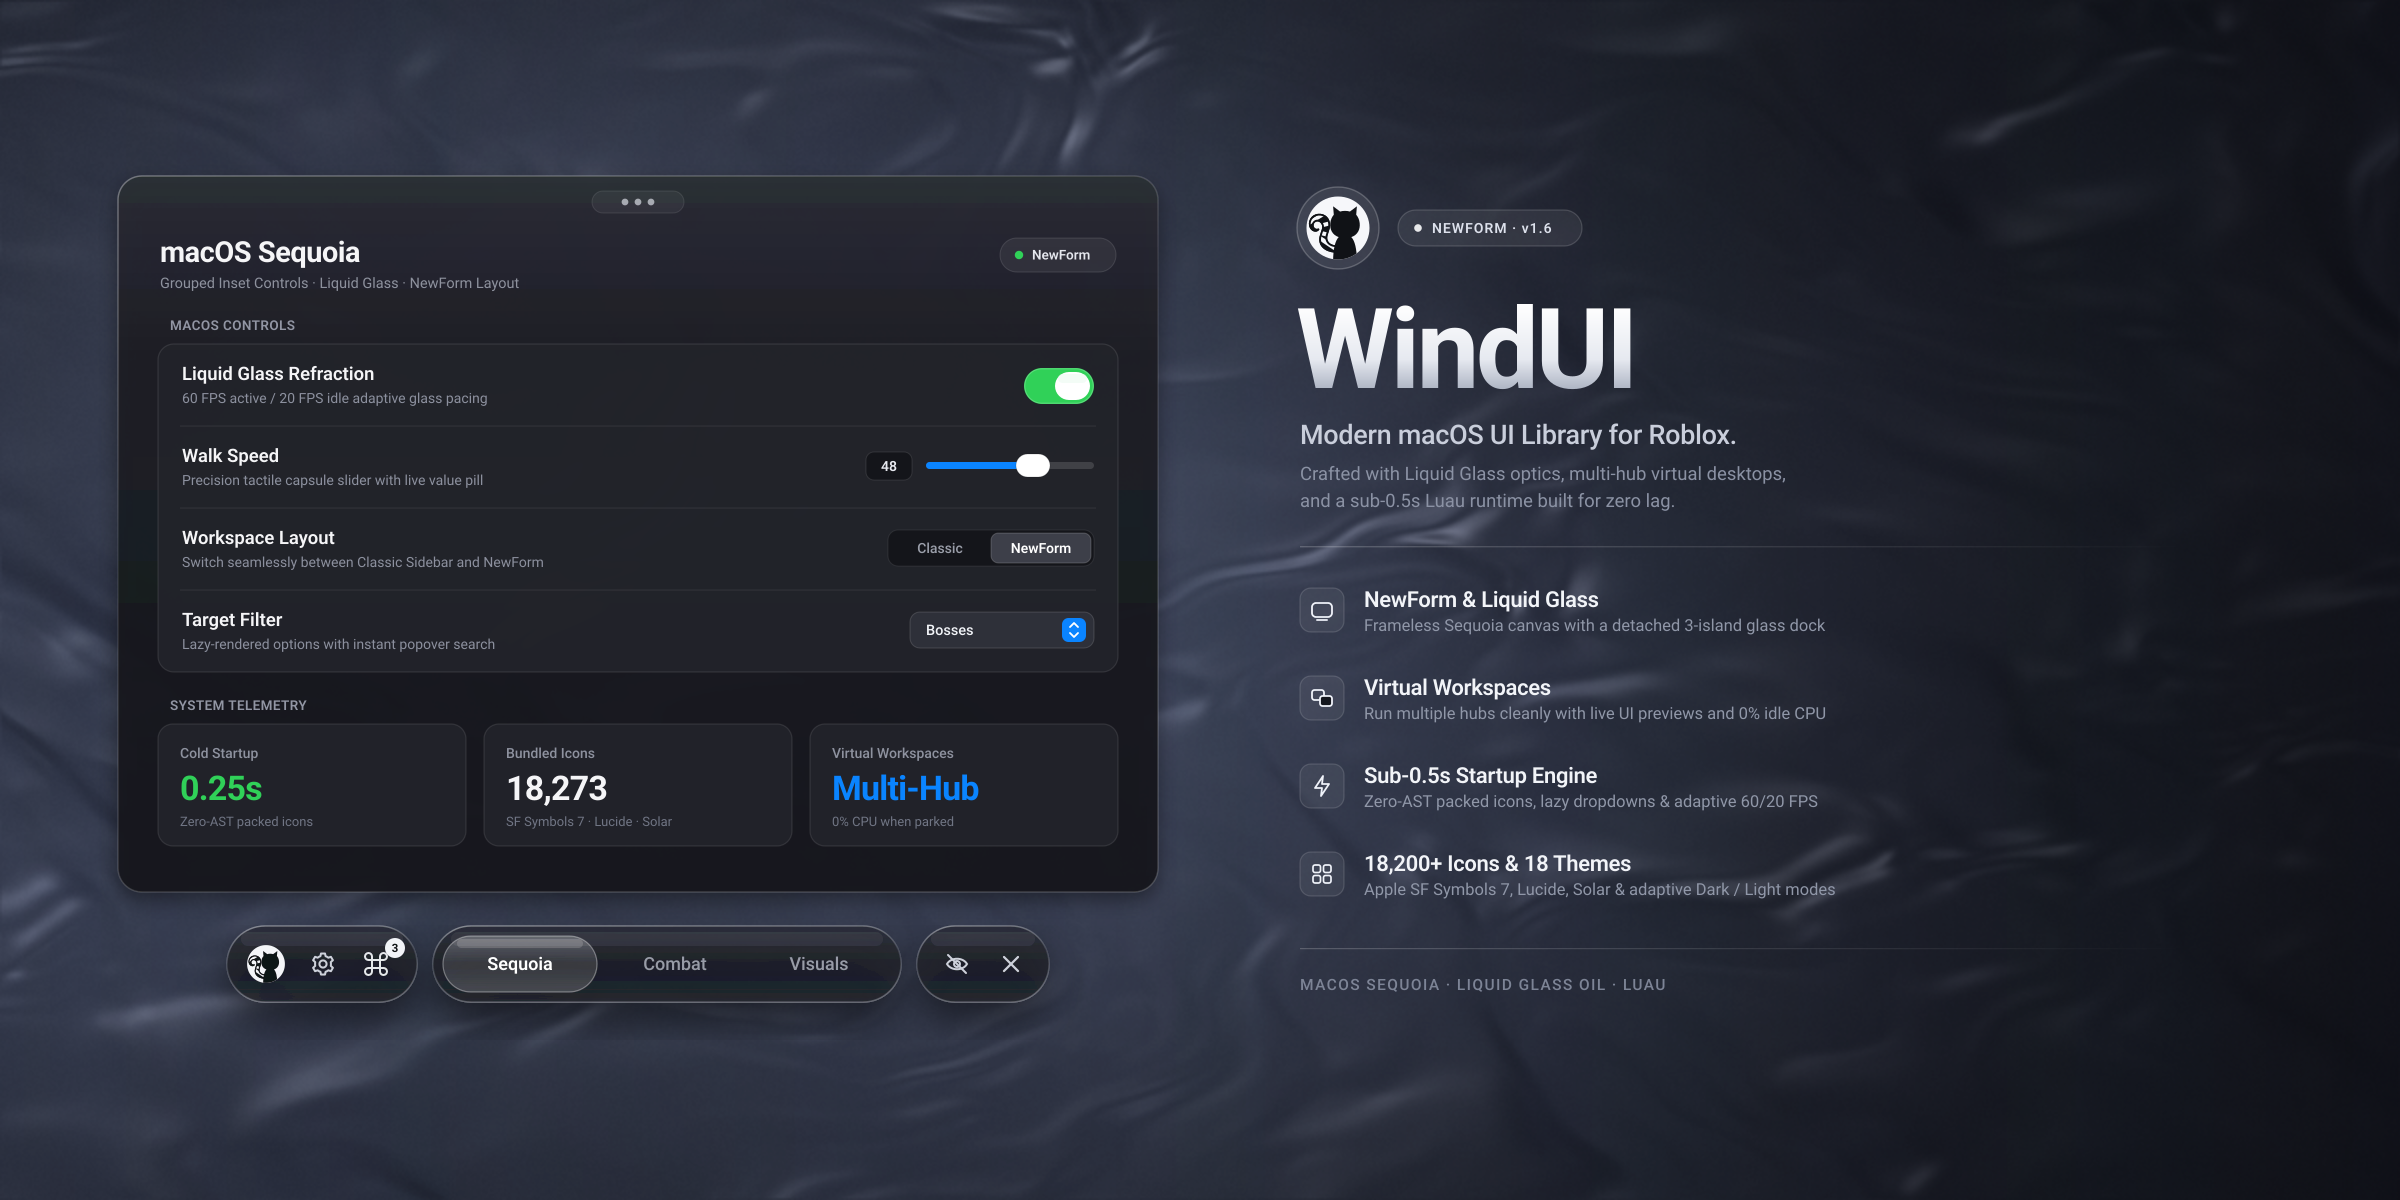 macOS Sequoia
NewForm
Grouped Inset Controls · Liquid Glass · NewForm Layout
MACOS CONTROLS
Liquid Glass Refraction
60 FPS active / 20 FPS idle adaptive glass pacing
Walk Speed
48
Precision tactile capsule slider with live value pill
Workspace Layout
Classic
NewForm
Switch seamlessly between Classic Sidebar and NewForm
Target Filter
Bosses
Lazy-rendered options with instant popover search
SYSTEM TELEMETRY
Cold Startup
0.25s
Zero-AST packed icons
Bundled Icons
18,273
SF Symbols 7 · Lucide · Solar
Virtual Workspaces
Multi-Hub
0% CPU when parked
3
Sequoia
Combat
Visuals
NEWFORM · v1.6
WindUI
Modern macOS UI Library for Roblox.
Crafted with Liquid Glass optics, multi-hub virtual desktops,
and a sub-0.5s Luau runtime built for zero lag.
NewForm & Liquid Glass
Frameless Sequoia canvas with a detached 3-island glass dock
Virtual Workspaces
Run multiple hubs cleanly with live UI previews and 0% idle CPU
Sub-0.5s Startup Engine
Zero-AST packed icons, lazy dropdowns & adaptive 60/20 FPS
18,200+ Icons & 18 Themes
Apple SF Symbols 7, Lucide, Solar & adaptive Dark / Light modes
MACOS SEQUOIA · LIQUID GLASS OIL · LUAU